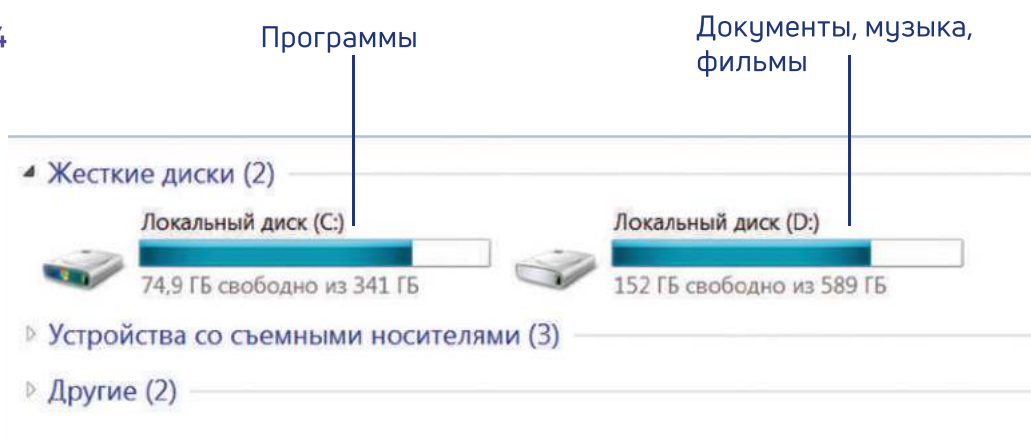 4
Программы
Документы, музыка,
фильмы
Жесткие диски (2)
Локальный диск (C:)
74,9 ГБ свободно из 341 ГБ
Локальный диск (D:)
152 ГБ свободно из 589 ГБ
Устройства со съемными носителями (3)
Другие (2)